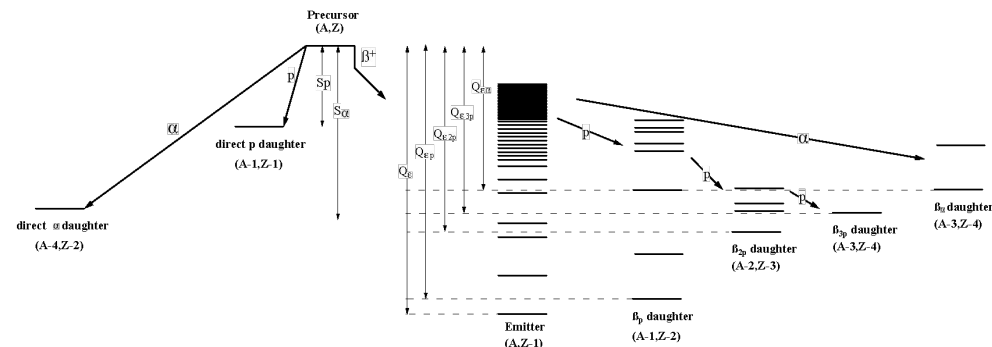 Precursor
(A,Z)
β+
p
Sp
Sα
α
direct p daughter
(A-1,Z-1)
direct α daughter
(A-4,Z-2)
Qεα
Qε3p
Qε2p
Qεp
Qε
p
α
p
p
Emitter
(A,Z-1)
βp daughter
(A-1,Z-2)
β2p daughter
(A-2,Z-3)
β3p daughter
(A-3,Z-4)
βα daughter
(A-3,Z-4)